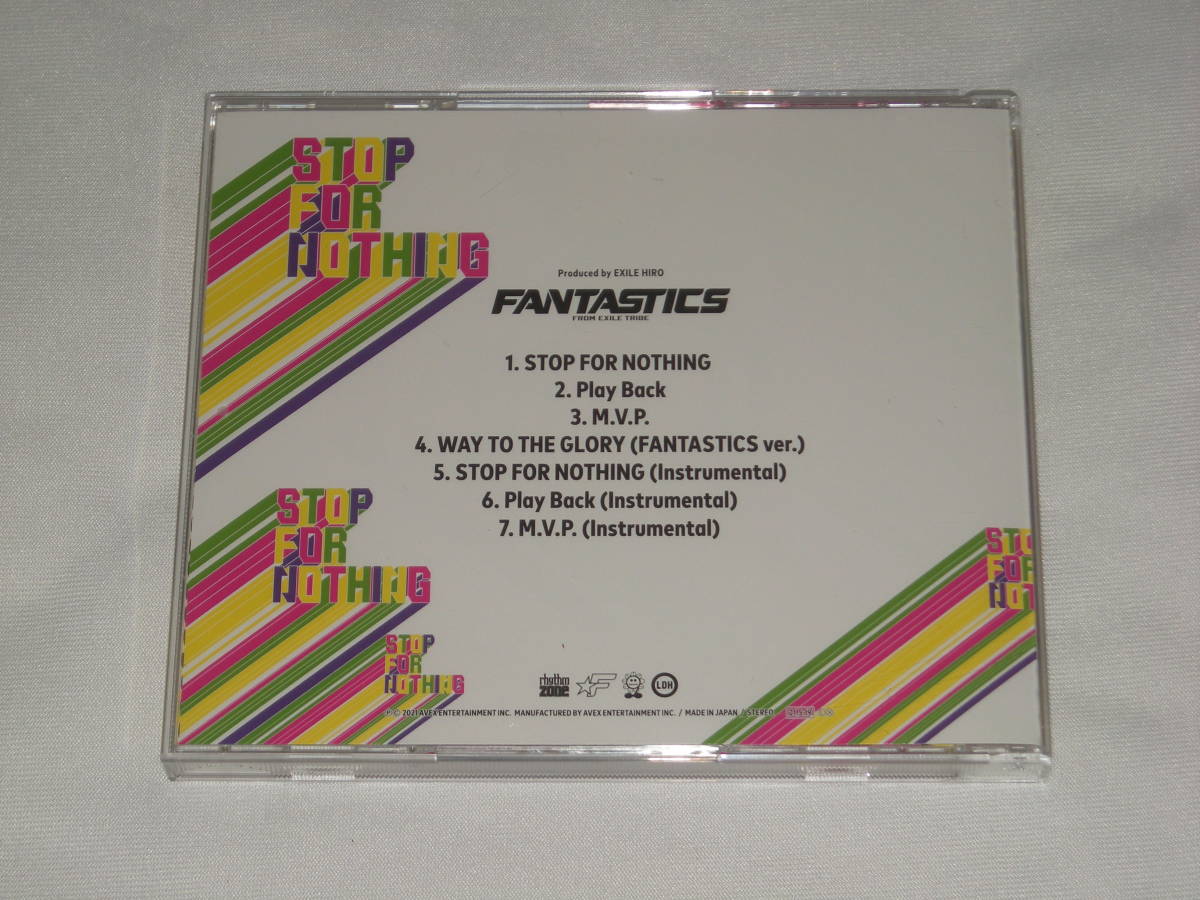 STOP
FOR
NOTHING
Produced by EXILE HIRO
FANTASTICS
FROM EXILE TRIBE
1. STOP FOR NOTHING
2. Play Back
3. M.V.P.
4. WAY TO THE GLORY (FANTASTICS ver.)
5. STOP FOR NOTHING (Instrumental)
6. Play Back (Instrumental)
7. M.V.P. (Instrumental)
STOP
FOR
NOTHING
STO
FOR
NOT
STOP
FOR
NOTHING
rhythm
zone
F
LDH
℗ © 2021 AVEX ENTERTAINMENT INC. MANUFACTURED BY AVEX ENTERTAINMENT INC. / MADE IN JAPAN / STEREO